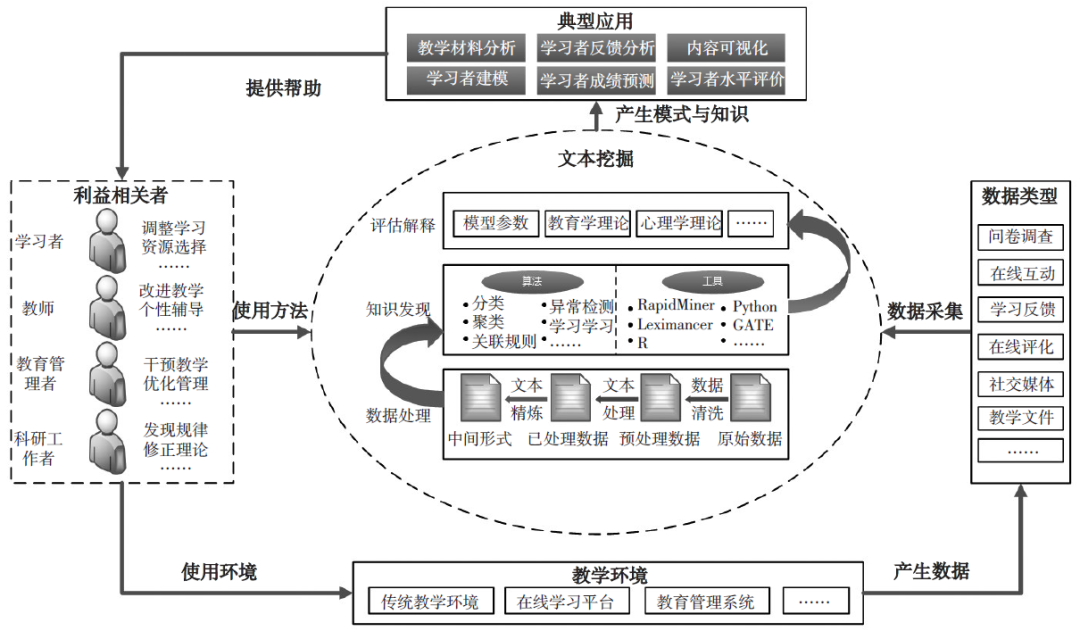 典型应用
教学材料分析 学习者反馈分析 内容可视化
学习者建模 学习者成绩预测 学习者水平评价
提供帮助
产生模式与知识
利益相关者
学习者
调整学习
资源选择
……
教师
改进教学
个性辅导
……
教育管
理者
干预教学
优化管理
……
科研工
作者
发现规律
修正理论
……
使用方法
文本挖掘
评估解释
模型参数 教育学理论 心理学理论 ……
知识发现
算法
•分类 •异常检测
•聚类 •学习学习
•关联规则 •……
工具
•RapidMiner •Python
•Leximancer •GATE
•R •……
数据处理
文本 文本 数据
精炼 处理 清洗
中间形式 已处理数据 预处理数据 原始数据
数据采集
数据类型
问卷调查
在线互动
学习反馈
在线评化
社交媒体
教学文件
……
使用环境
教学环境
传统教学环境 在线学习平台 教育管理系统 ……
产生数据